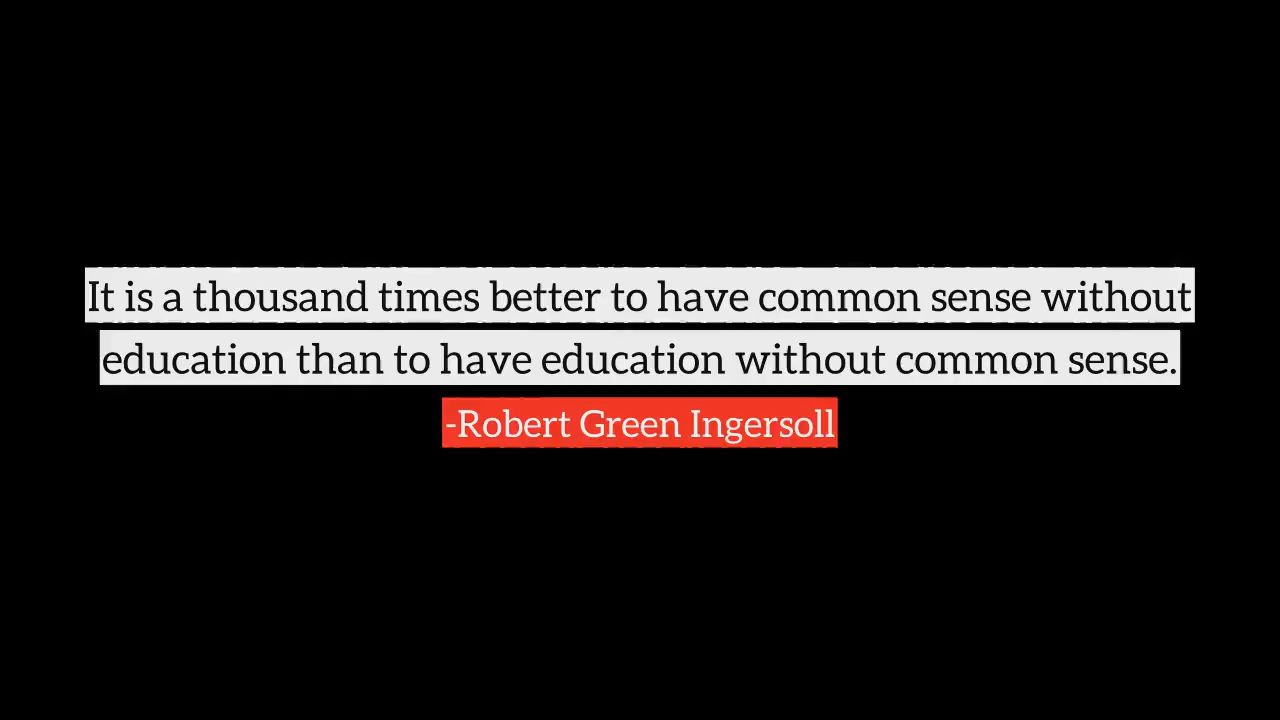 It is a thousand times better to have common sense without
education than to have education without common sense.
-Robert Green Ingersoll